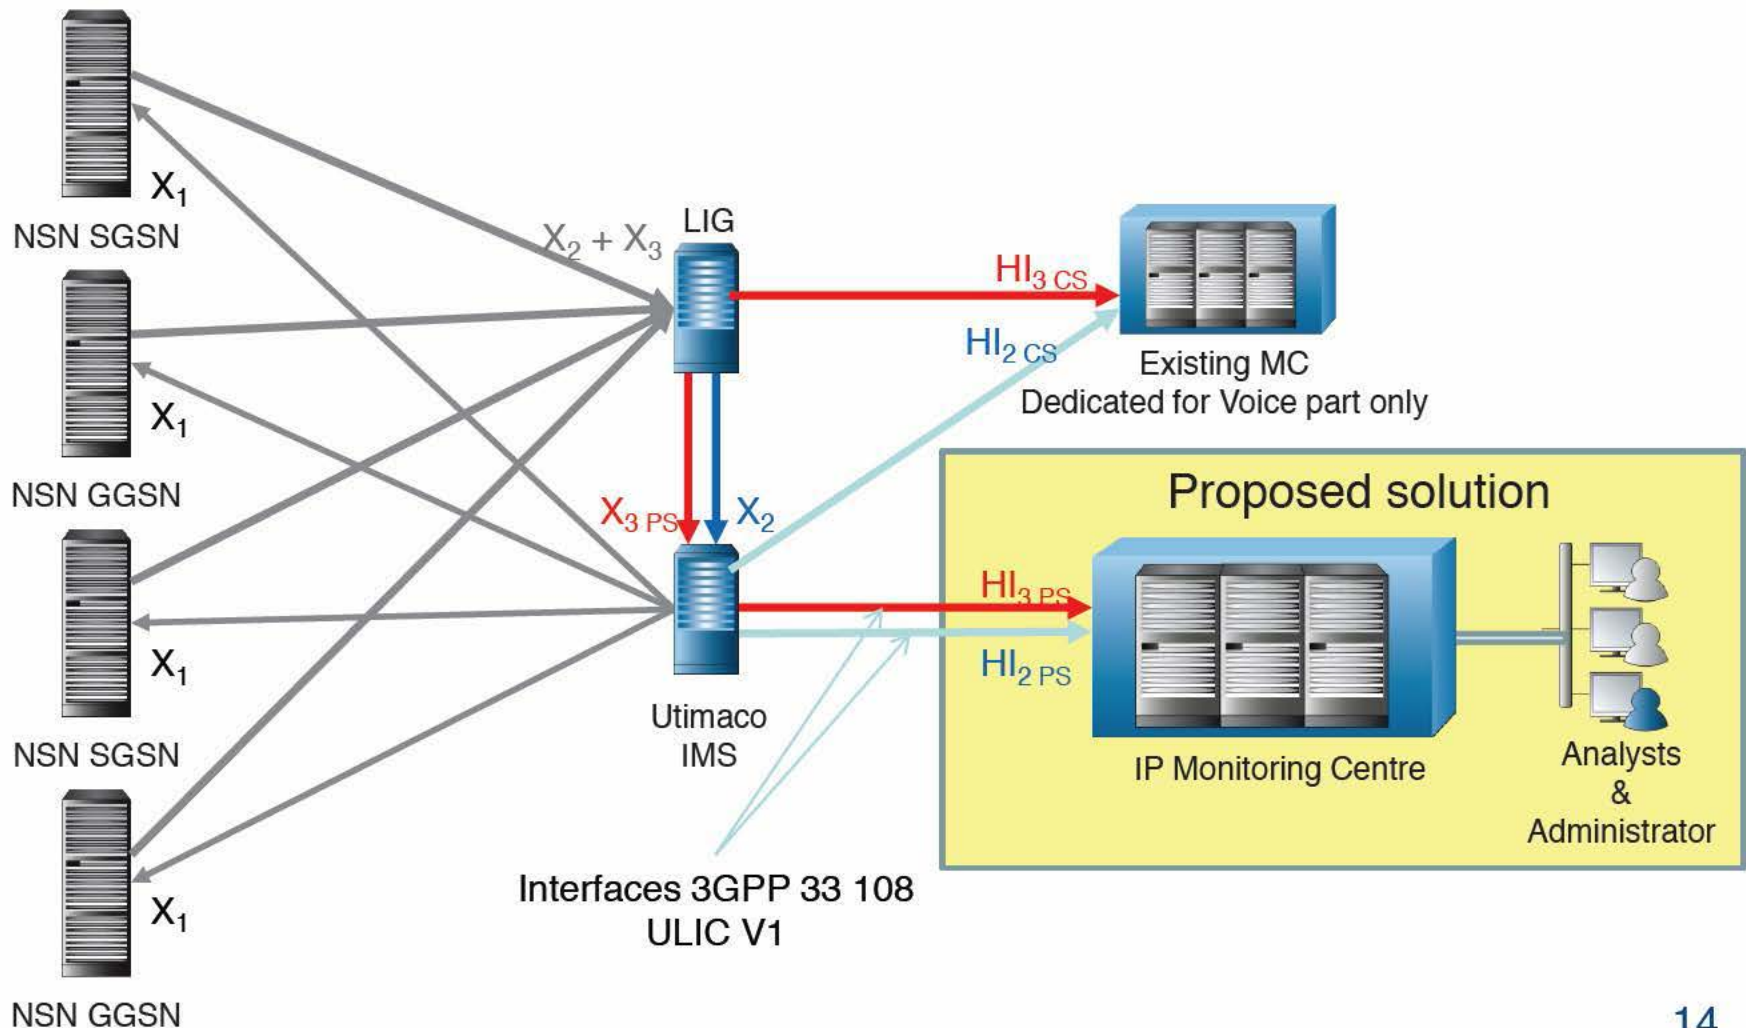 X1
NSN SGSN
X1
NSN GGSN
X1
NSN SGSN
X1
NSN GGSN
X2 + X3
LIG
X3 PS
X2
Utimaco
IMS
HI3 CS
HI2 CS
Existing MC
Dedicated for Voice part only
Proposed solution
HI3 PS
HI2 PS
IP Monitoring Centre
Analysts
&
Administrator
Interfaces 3GPP 33 108
ULIC V1
14